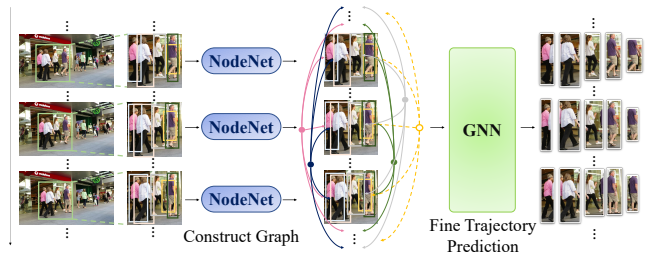 NodeNet
NodeNet
NodeNet
GNN
Construct Graph
Fine Trajectory
Prediction